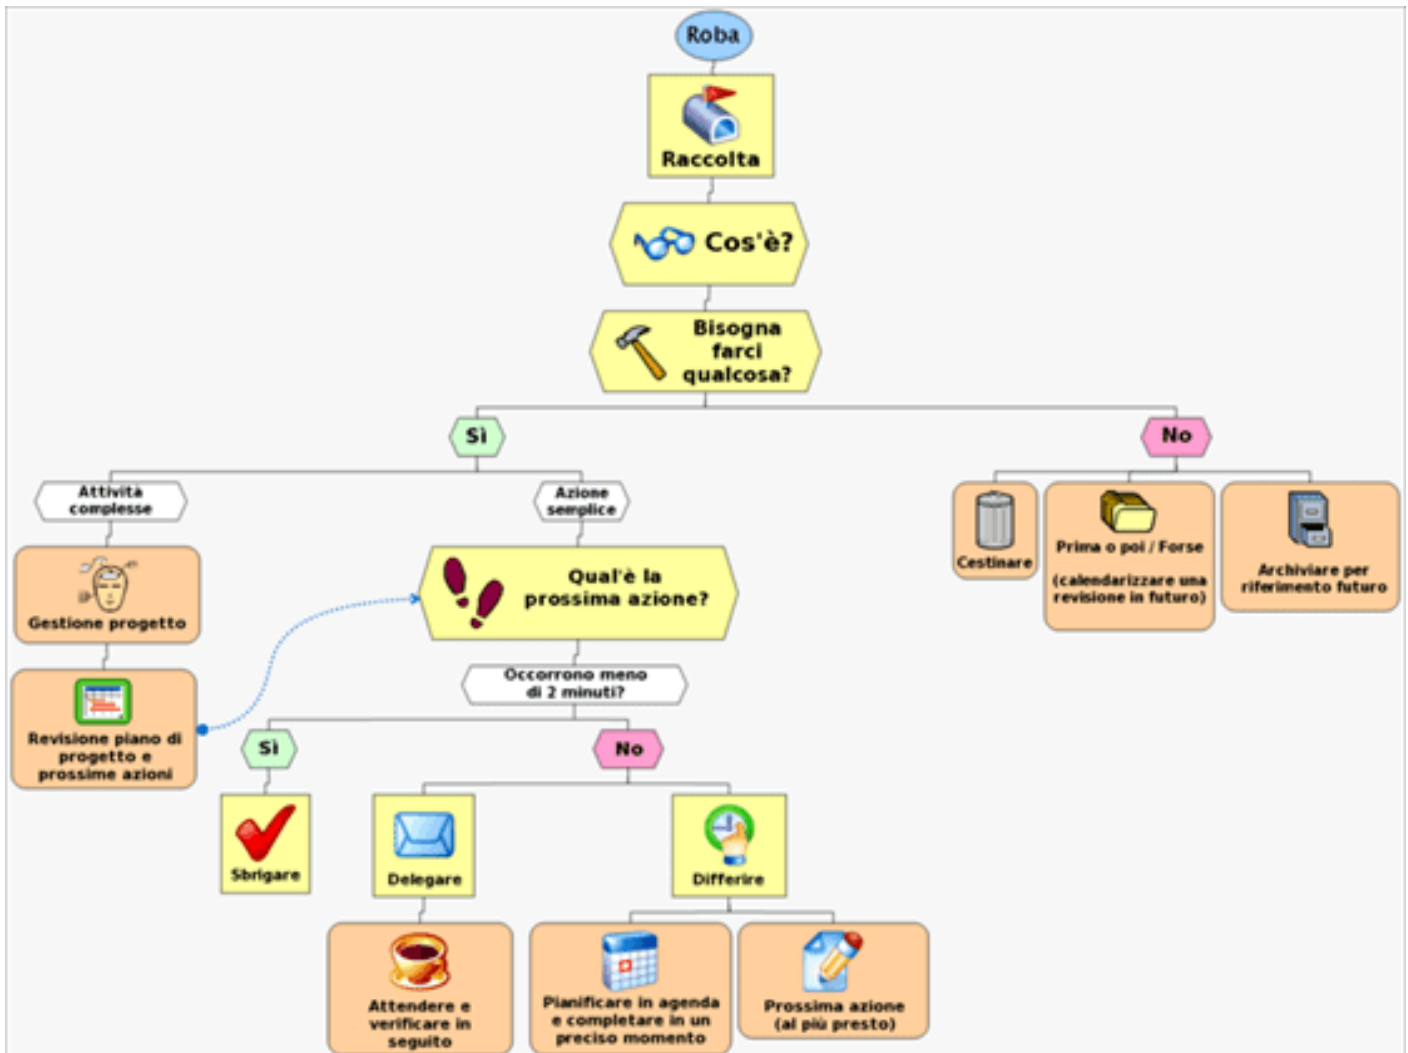 Roba
Raccolta
Cos'è?
Bisogna
farci
qualcosa?
Sì
No
Attività
complesse
Azione
semplice
Cestinare
Prima o poi / Forse
(calendarizzare una
revisione in futuro)
Archiviare per
riferimento futuro
Gestione progetto
Qual'è la
prossima azione?
Revisione piano di
progetto e
prossime azioni
Occorrono meno
di 2 minuti?
Sì
No
Sbrigare
Delegare
Differire
Attendere e
verificare in
seguito
Pianificare in agenda
e completare in un
preciso momento
Prossima azione
(al più presto)